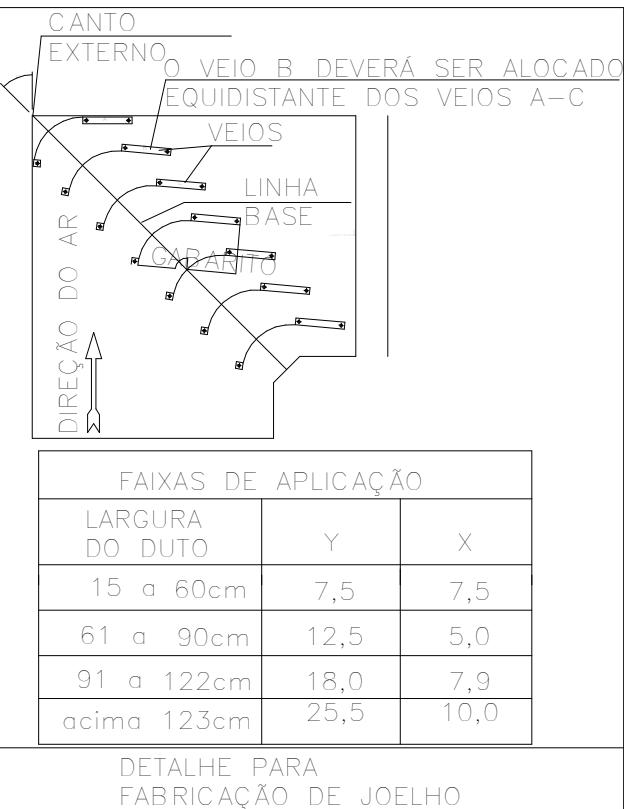 CANTO
EXTERNO
O VEIO B DEVERÁ SER ALOCADO
EQUIDISTANTE DOS VEIOS A-C
VEIOS
LINHA
BASE
GABARITO
DIREÇÃO DO AR
FAIXAS DE APLICAÇÃO
LARGURA
DO DUTO Y X
15 a 60cm 7,5 7,5
61 a 90cm 12,5 5,0
91 a 122cm 18,0 7,9
acima 123cm 25,5 10,0
DETALHE PARA
FABRICAÇÃO DE JOELHO